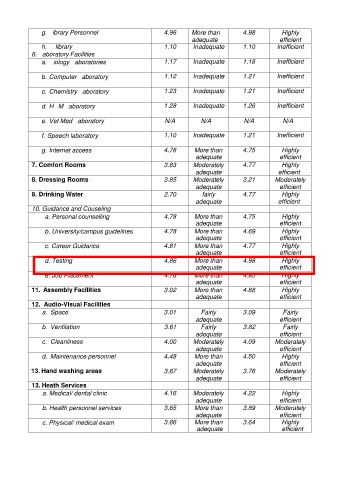 g. ibrary Personnel 4.96 More than adequate 4.98 Highly efficient
h. library 1.10 Inadequate 1.10 Inefficient
6. aboratory Facilities
a. iology aboratories 1.17 Inadequate 1.18 Inefficient
b. Computer aboratory 1.12 Inadequate 1.21 Inefficient
c. Chemistry aboratory 1.23 Inadequate 1.21 Inefficient
d. H M aboratory 1.28 Inadequate 1.26 Inefficient
e. Vet Med aboratory N/A N/A N/A N/A
f. Speech laboratory 1.10 Inadequate 1.21 Inefficient
g. Internet access 4.78 More than adequate 4.75 Highly efficient
7. Comfort Rooms 3.83 Moderately adequate 4.77 Highly efficient
8. Dressing Rooms 3.85 Moderately adequate 3.21 Moderately efficient
9. Drinking Water 2.70 fairly adequate 4.77 Highly efficient
10. Guidance and Counseling
a. Personal counselling 4.78 More than adequate 4.75 Highly efficient
b. University/campus guidelines 4.78 More than adequate 4.69 Highly efficient
c. Career Guidance 4.81 More than adequate 4.77 Highly efficient
d. Testing 4.86 More than adequate 4.98 Highly efficient
e. Job Placement 4.76 More than adequate 4.95 Highly efficient
11. Assembly Facilities 3.02 More than adequate 4.88 Highly efficient
12. Audio-Visual Facilities
a. Space 3.01 Fairly adequate 3.09 Fairly efficient
b. Ventilation 3.61 Fairly adequate 3.82 Fairly efficient
c. Cleanliness 4.00 Moderately adequate 4.09 Moderately efficient
d. Maintenance personnel 4.48 More than adequate 4.50 Highly efficient
13. Hand washing areas 3.67 Moderately adequate 3.76 Moderately efficient
13. Heath Services
a. Medical/ dental clinic 4.16 Moderately adequate 4.22 Highly efficient
b. Health personnel services 3.65 More than adequate 3.89 Moderately efficient
c. Physical/ medical exam 3.66 More than adequate 3.64 Highly efficient